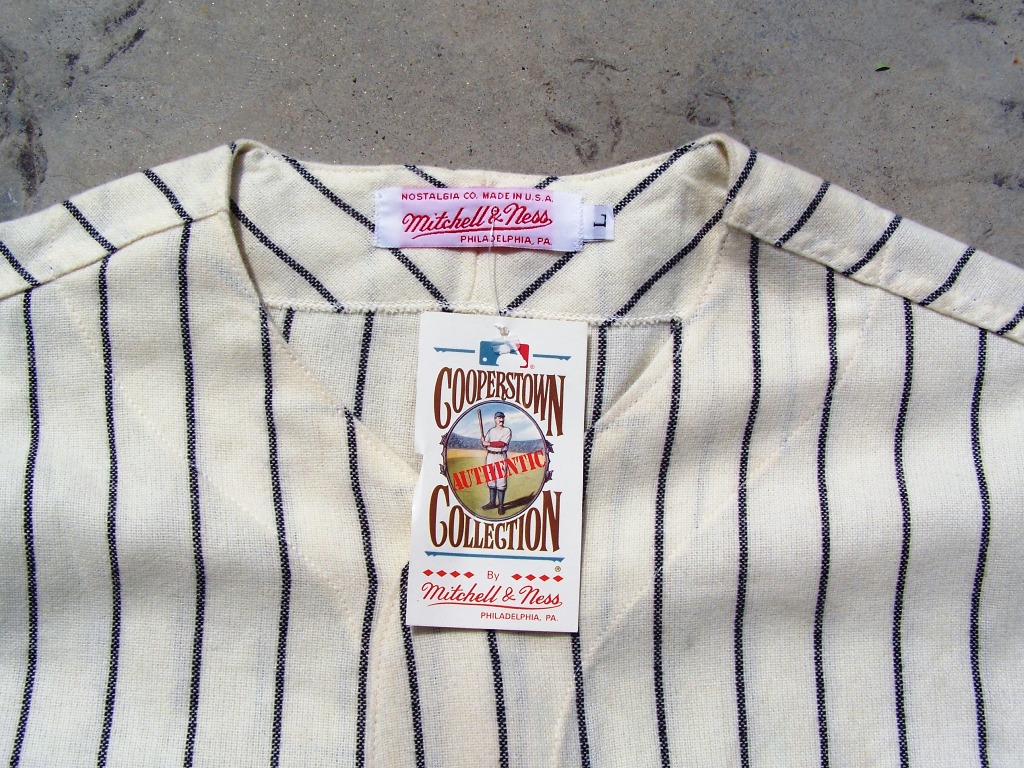 NOSTALGIA CO. MADE IN U.S.A.
Mitchell & Ness
PHILADELPHIA, PA.
L
COOPERSTOWN
AUTHENTIC
COLLECTION
®
By
Mitchell & Ness
PHILADELPHIA, PA.